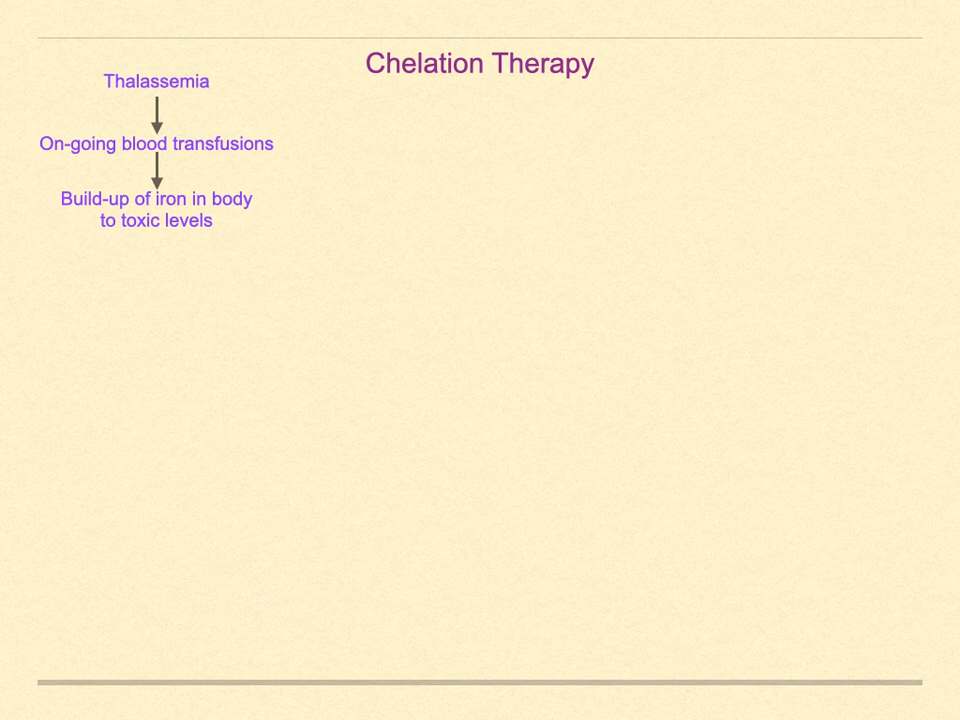 Chelation Therapy
Thalassemia
On-going blood transfusions
Build-up of iron in body
to toxic levels